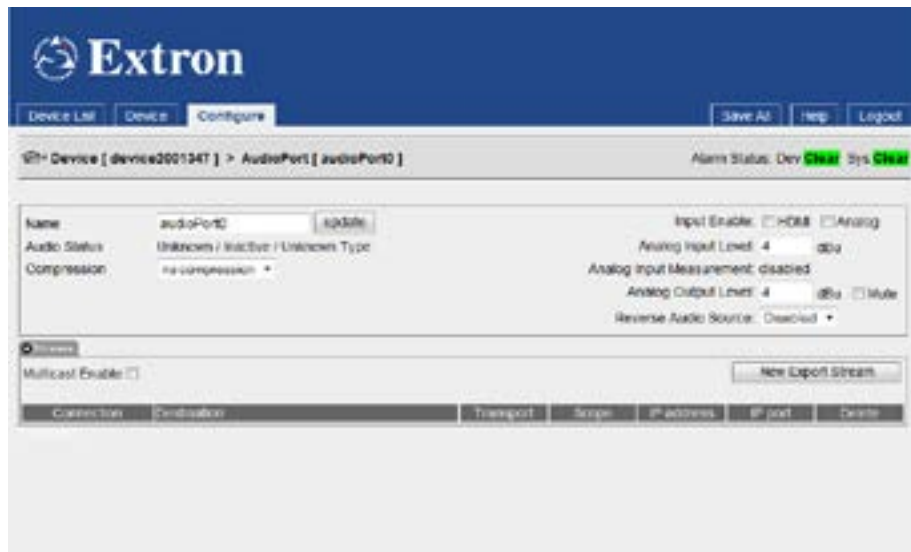 Extron
Device List Device Configure Save All Help Logout
Device [ device2001347 ] > AudioPort [ audioPort0 ] Alarm Status: Dev Clear Sys Clear
Name audioPort0 update Input Enable: HDMI Analog
Audio Status Unknown / Inactive / Unknown Type Analog Input Level: 4 dBu
Compression no compression Analog Input Measurement: disabled
Analog Output Level: 4 dBu Mute
Reverse Audio Source: Disabled
Streams
Multicast Enable New Export Stream
Connection Destination Transport Scope IP address IP port Delete